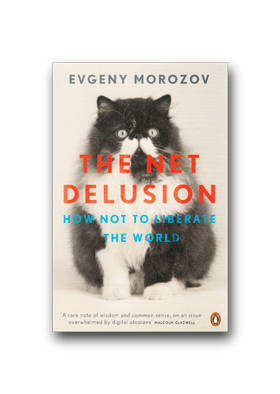 EVGENY MOROZOV
THE NET
DELUSION
HOW NOT TO LIBERATE
THE WORLD
'A rare note of wisdom and common sense, on an issue
overwhelmed by digital utopians' MALCOLM GLADWELL